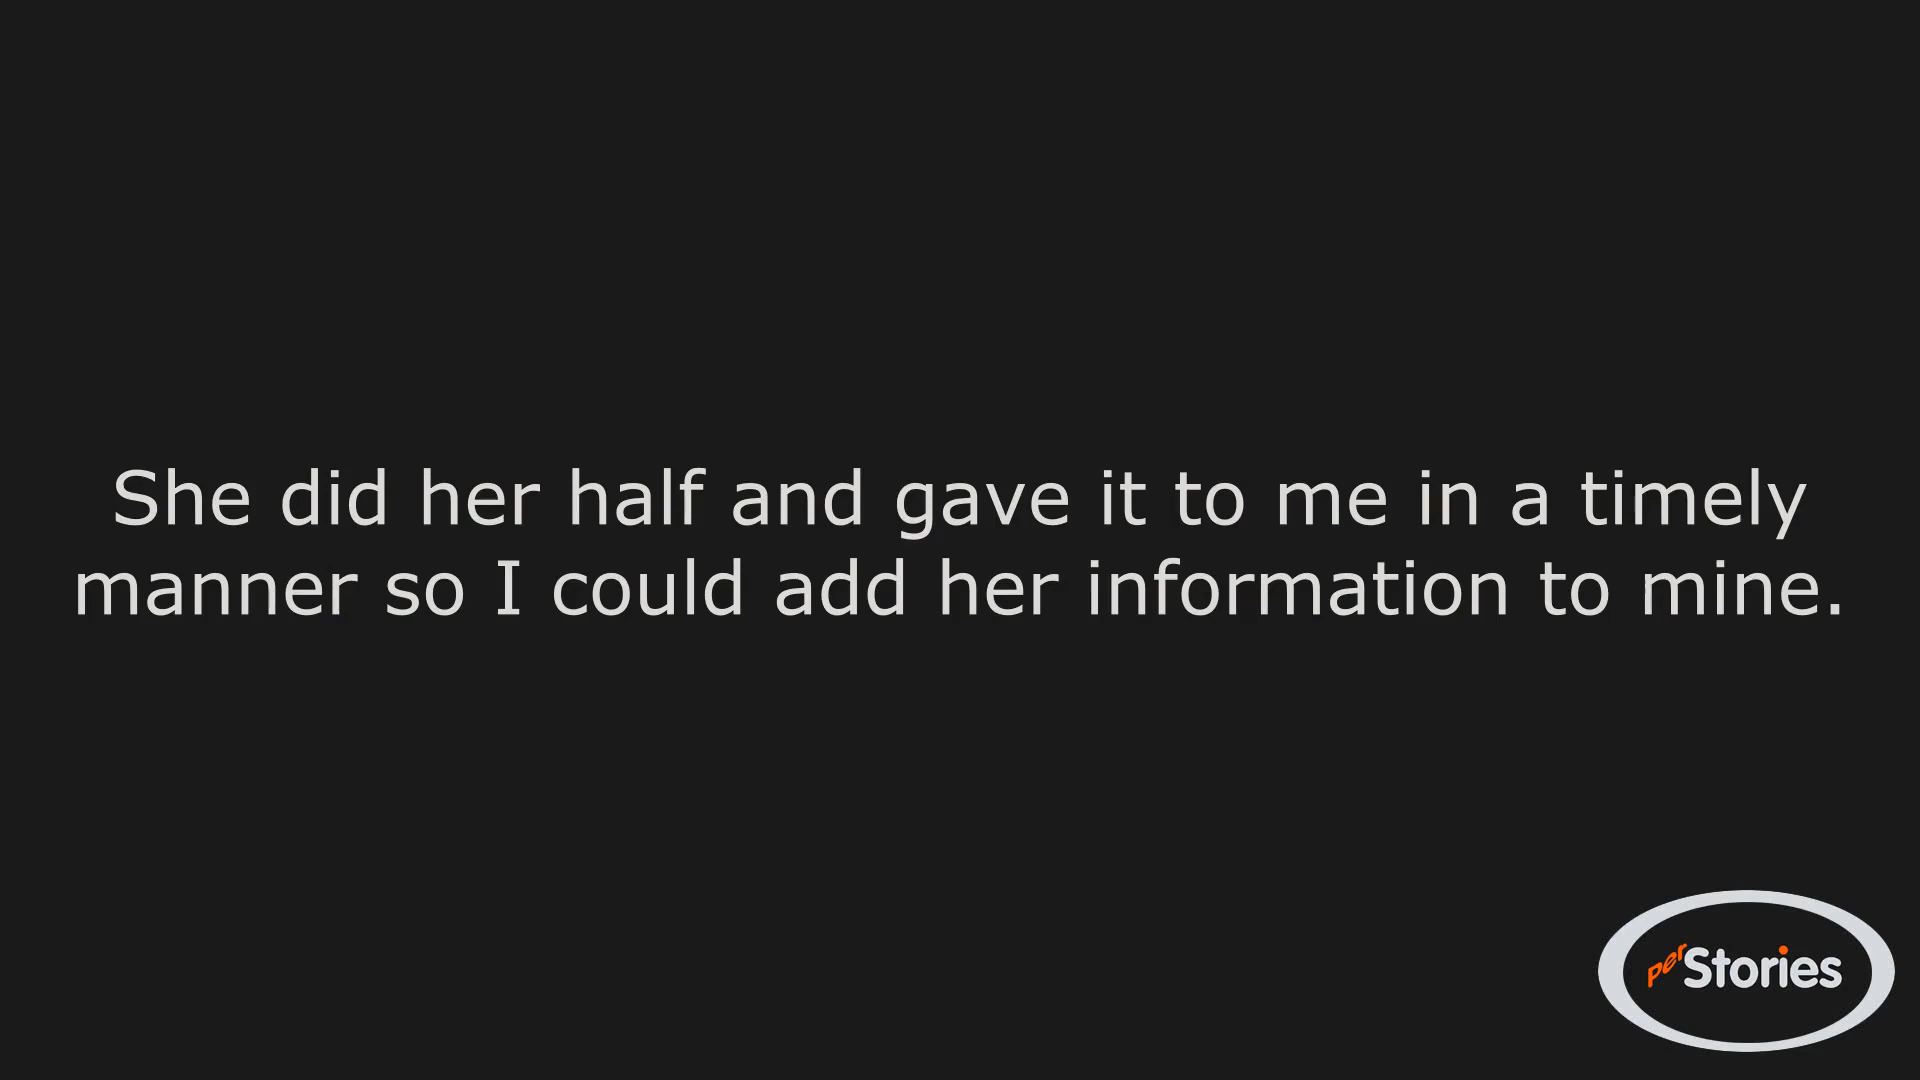 She did her half and gave it to me in a timely
manner so I could add her information to mine.
perStories